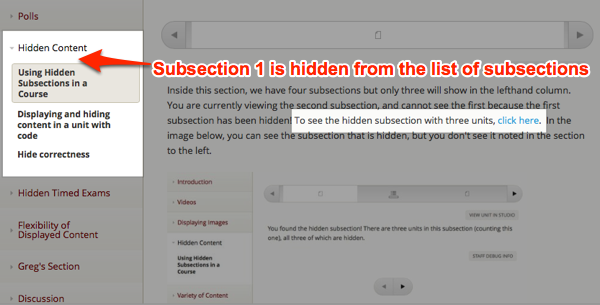 Polls
Hidden Content
Using Hidden
Subsections in a
Course
Displaying and hiding
content in a unit with
code
Hide correctness
Hidden Timed Exams
Flexibility of
Displayed Content
Greg's Section
Discussion
Subsection 1 is hidden from the list of subsections
Inside this section, we have four subsections but only three will show in the lefthand column.
You are currently viewing the second subsection, and cannot see the first because the first
subsection has been hidden! To see the hidden subsection with three units, click here. In the
image below, you can see the subsection that is hidden, but you don't see it noted in the section
to the left.
Introduction
Videos
Displaying Images
Hidden Content
Using Hidden
Subsections in a
Course
Variety of Content
VIEW UNIT IN STUDIO
You found the hidden subsection! There are three units in this subsection (counting this
one), all three of which are hidden.
STAFF DEBUG INFO